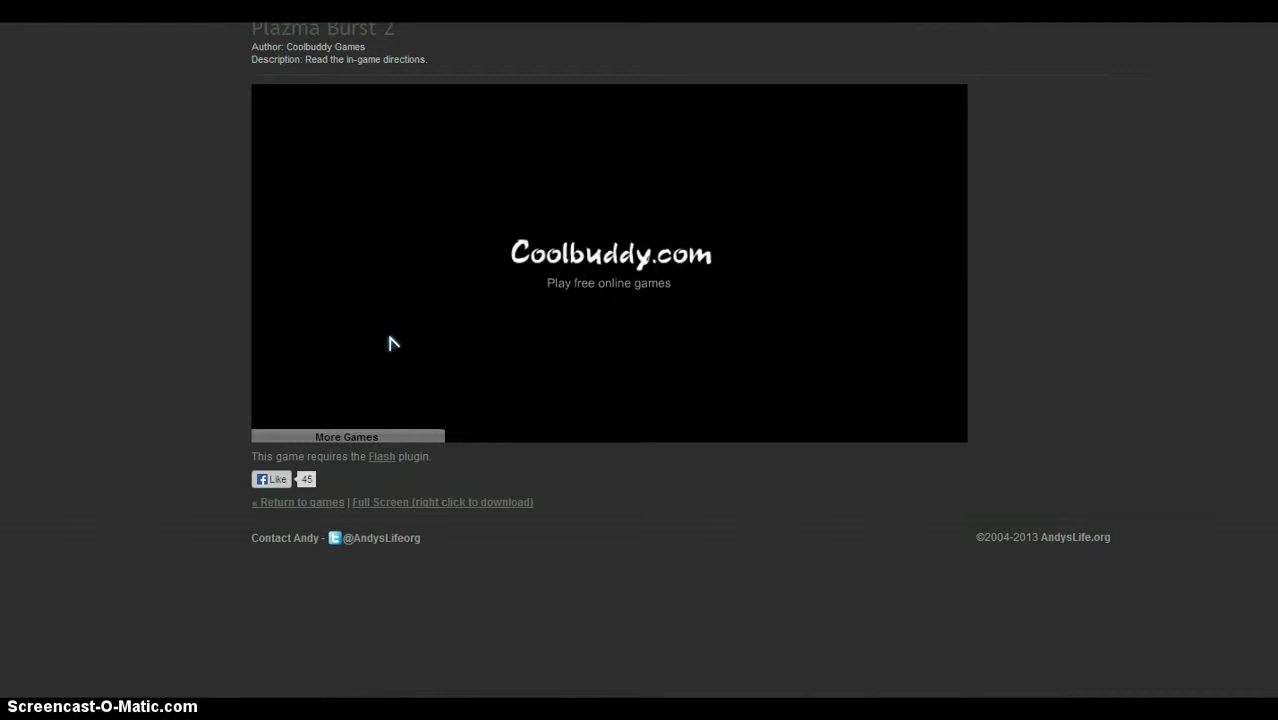 Plazma Burst 2
Author: Coolbuddy Games
Description: Read the in-game directions.
Coolbuddy.com
Play free online games
More Games
This game requires the Flash plugin.
Like 45
« Return to games | Full Screen (right click to download)
Contact Andy - @AndysLifeorg
©2004-2013 AndysLife.org
Screencast-O-Matic.com